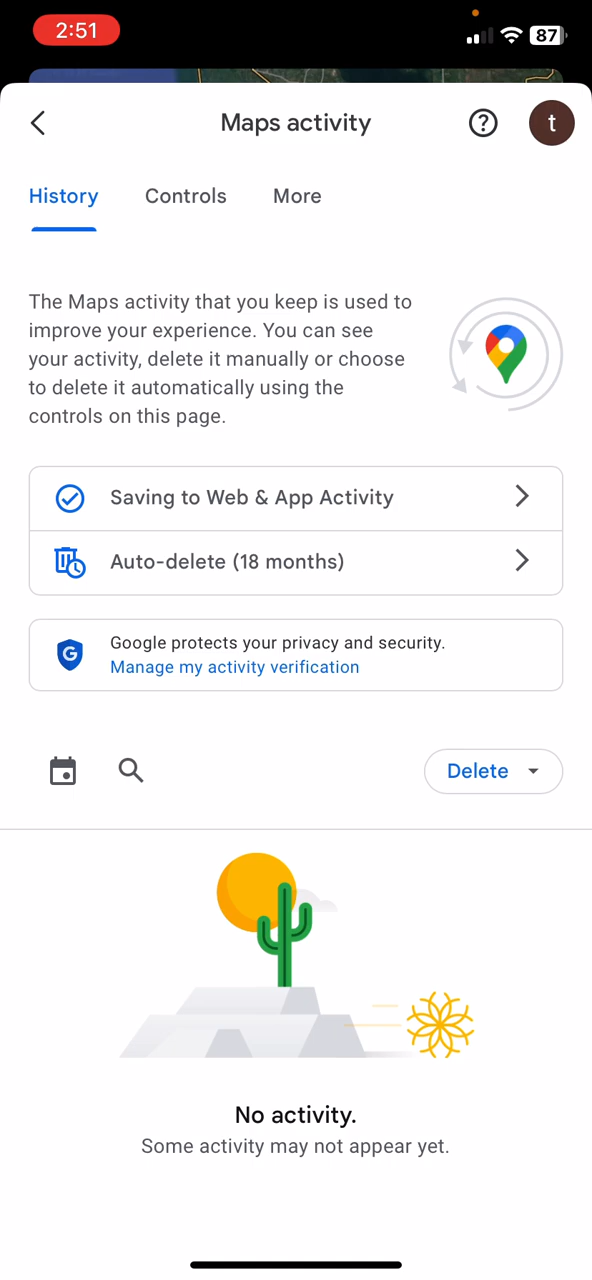 2:51
87
Maps activity
t
History
Controls
More
The Maps activity that you keep is used to
improve your experience. You can see
your activity, delete it manually or choose
to delete it automatically using the
controls on this page.
Saving to Web & App Activity
Auto-delete (18 months)
G
Google protects your privacy and security.
Manage my activity verification
Delete
No activity.
Some activity may not appear yet.